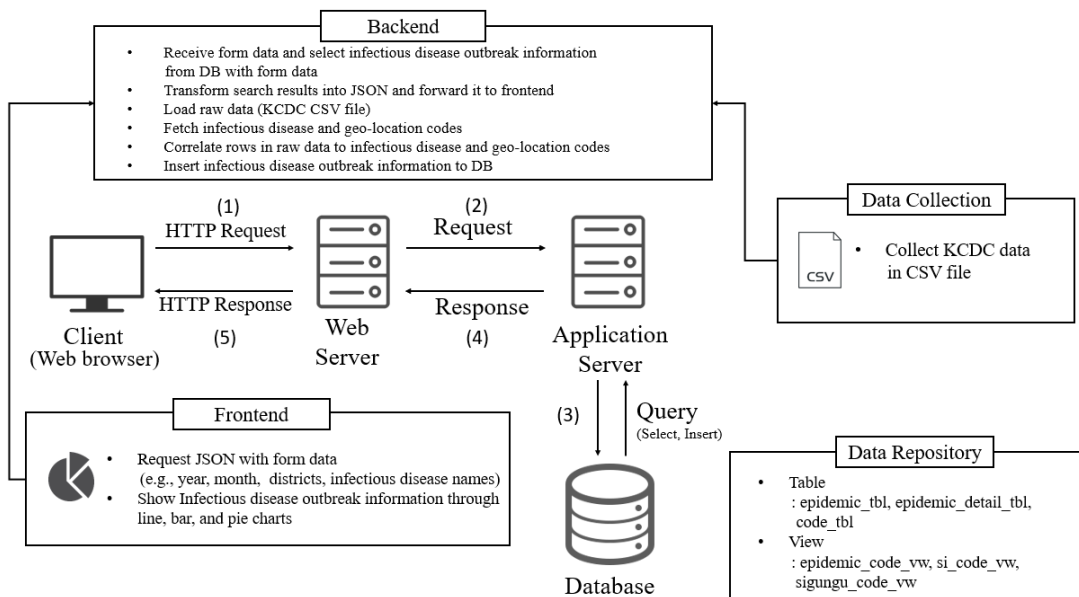 Backend
• Receive form data and select infectious disease outbreak information
from DB with form data
• Transform search results into JSON and forward it to frontend
• Load raw data (KCDC CSV file)
• Fetch infectious disease and geo-location codes
• Correlate rows in raw data to infectious disease and geo-location codes
• Insert infectious disease outbreak information to DB
(1)
HTTP Request
(2)
Request
HTTP Response
(5)
Response
(4)
Client
(Web browser)
Web
Server
Application
Server
Data Collection
CSV
• Collect KCDC data
in CSV file
(3)
Query
(Select, Insert)
Database
Frontend
• Request JSON with form data
(e.g., year, month, districts, infectious disease names)
• Show Infectious disease outbreak information through
line, bar, and pie charts
Data Repository
• Table
: epidemic_tbl, epidemic_detail_tbl,
code_tbl
• View
: epidemic_code_vw, si_code_vw,
sigungu_code_vw